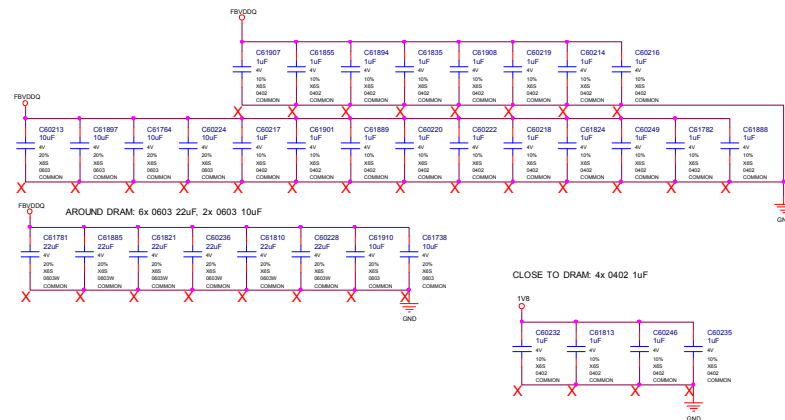 FBVDDQ
C61907 C61855 C61894 C61835 C61908 C60219 C60214 C60216
1uF 1uF 1uF 1uF 1uF 1uF 1uF 1uF
4V 4V 4V 4V 4V 4V 4V 4V
10% 10% 10% 10% 10% 10% 10% 10%
X6S X6S X6S X6S X6S X6S X6S X6S
0402 0402 0402 0402 0402 0402 0402 0402
COMMON COMMON COMMON COMMON COMMON COMMON COMMON COMMON
FBVDDQ
C60213 C61897 C61764 C60224 C60217 C61901 C61889 C60220 C60222 C60218 C61824 C60249 C61782 C61888
10uF 10uF 10uF 10uF 1uF 1uF 1uF 1uF 1uF 1uF 1uF 1uF 1uF 1uF
4V 4V 4V 4V 4V 4V 4V 4V 4V 4V 4V 4V 4V 4V
20% 20% 20% 20% 10% 10% 10% 10% 10% 10% 10% 10% 10% 10%
X6S X6S X6S X6S X6S X6S X6S X6S X6S X6S X6S X6S X6S X6S
0603 0603 0603 0603 0402 0402 0402 0402 0402 0402 0402 0402 0402 0402
COMMON COMMON COMMON COMMON COMMON COMMON COMMON COMMON COMMON COMMON COMMON COMMON COMMON COMMON
GND
FBVDDQ
AROUND DRAM: 6x 0603 22uF, 2x 0603 10uF
C61781 C61885 C61821 C60236 C61810 C60228 C61910 C61738
22uF 22uF 22uF 22uF 22uF 22uF 10uF 10uF
4V 4V 4V 4V 4V 4V 4V 4V
20% 20% 20% 20% 20% 20% 20% 20%
X6S X6S X6S X6S X6S X6S X6S X6S
0603W 0603W 0603W 0603W 0603W 0603W 0603 0603
COMMON COMMON COMMON COMMON COMMON COMMON COMMON COMMON
GND
CLOSE TO DRAM: 4x 0402 1uF
1V8
C60232 C61813 C60246 C60235
1uF 1uF 1uF 1uF
4V 4V 4V 4V
10% 10% 10% 10%
X6S X6S X6S X6S
0402 0402 0402 0402
COMMON COMMON COMMON COMMON
GND